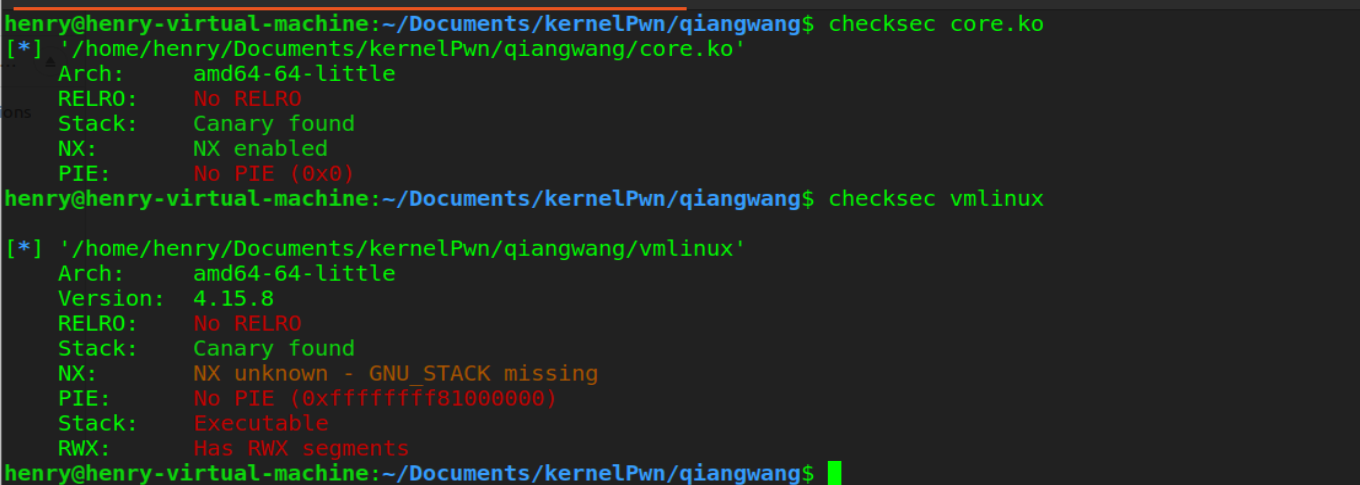 henry@henry-virtual-machine:~/Documents/kernelPwn/qiangwang$ checksec core.ko
[*] '/home/henry/Documents/kernelPwn/qiangwang/core.ko'
    Arch:     amd64-64-little
    RELRO:    No RELRO
ions
    Stack:    Canary found
    NX:       NX enabled
    PIE:      No PIE (0x0)
henry@henry-virtual-machine:~/Documents/kernelPwn/qiangwang$ checksec vmlinux
[*] '/home/henry/Documents/kernelPwn/qiangwang/vmlinux'
    Arch:     amd64-64-little
    Version:  4.15.8
    RELRO:    No RELRO
    Stack:    Canary found
    NX:       NX unknown - GNU_STACK missing
    PIE:      No PIE (0xffffffff81000000)
    Stack:    Executable
    RWX:      Has RWX segments
henry@henry-virtual-machine:~/Documents/kernelPwn/qiangwang$